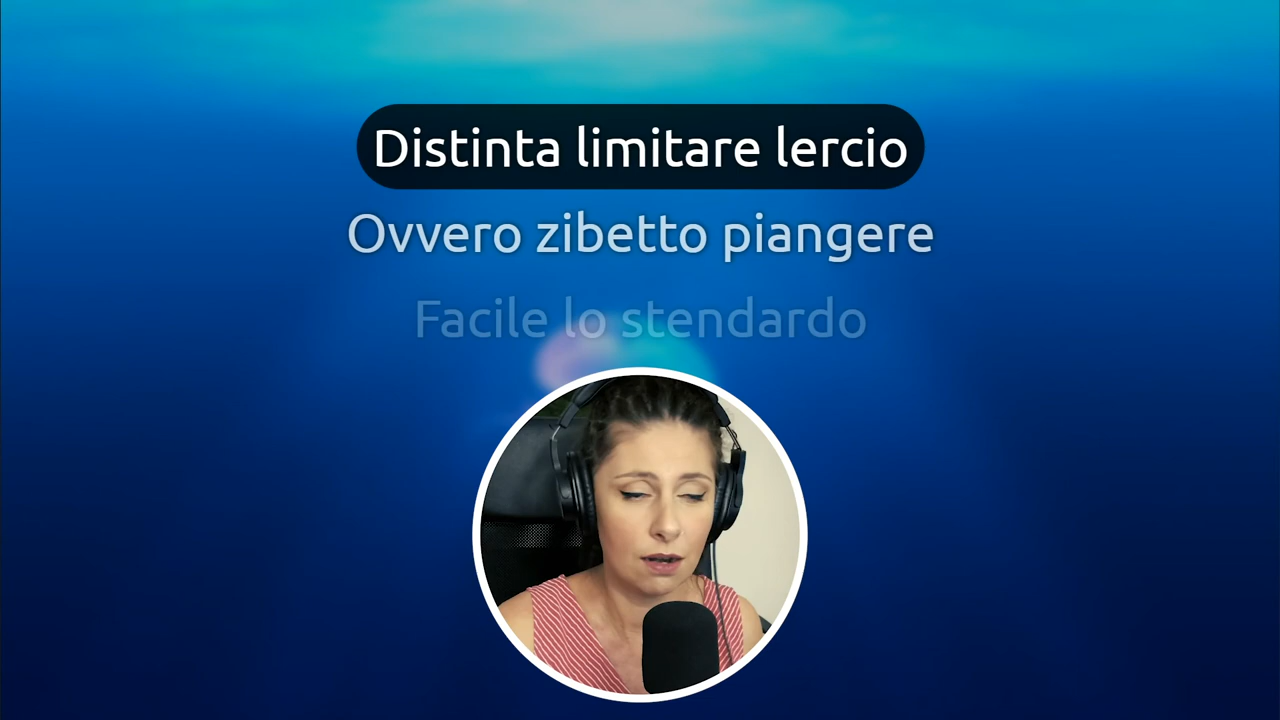 Distinta limitare lercio
Ovvero zibetto piangere
Facile lo stendardo